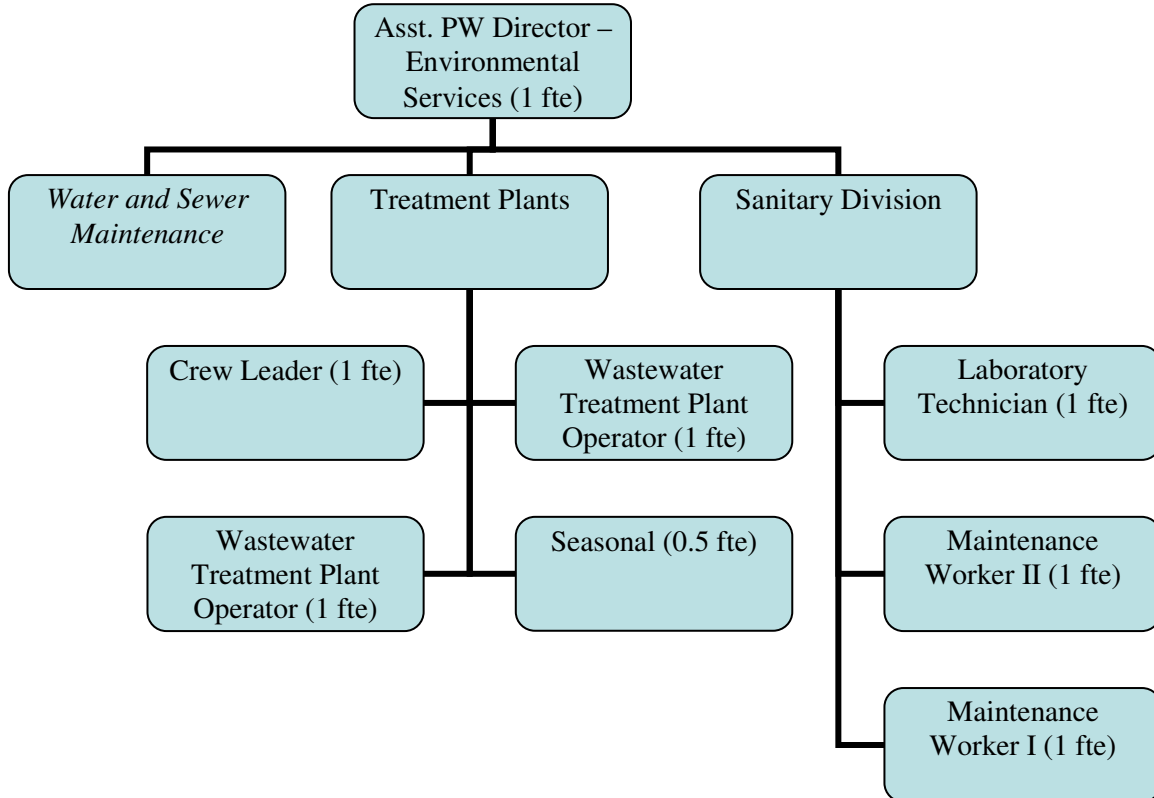 Asst. PW Director –
Environmental
Services (1 fte)
Water and Sewer
Maintenance
Treatment Plants
Sanitary Division
Crew Leader (1 fte)
Wastewater
Treatment Plant
Operator (1 fte)
Laboratory
Technician (1 fte)
Wastewater
Treatment Plant
Operator (1 fte)
Seasonal (0.5 fte)
Maintenance
Worker II (1 fte)
Maintenance
Worker I (1 fte)